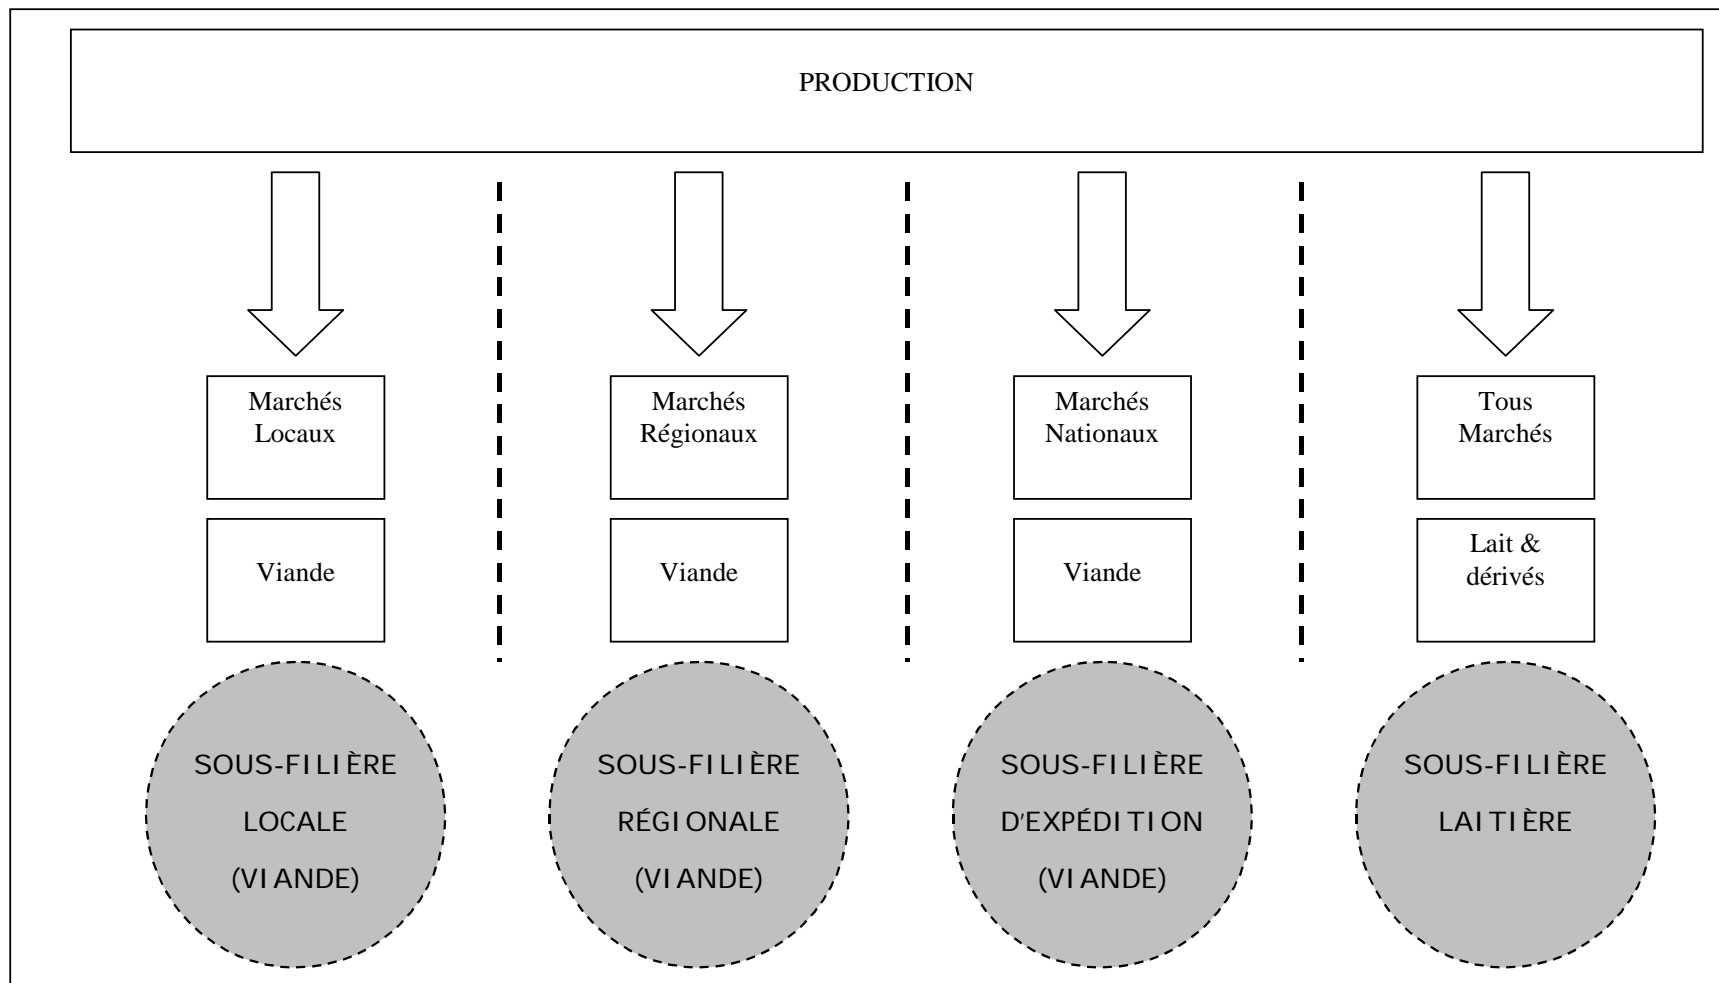 PRODUCTION
Marchés
Locaux
Marchés
Régionaux
Marchés
Nationaux
Tous
Marchés
Viande
Viande
Viande
Lait &
dérivés
SOUS-FILIÈRE
LOCALE
(VIANDE)
SOUS-FILIÈRE
RÉGIONALE
(VIANDE)
SOUS-FILIÈRE
D'EXPÉDITION
(VIANDE)
SOUS-FILIÈRE
LAITIÈRE